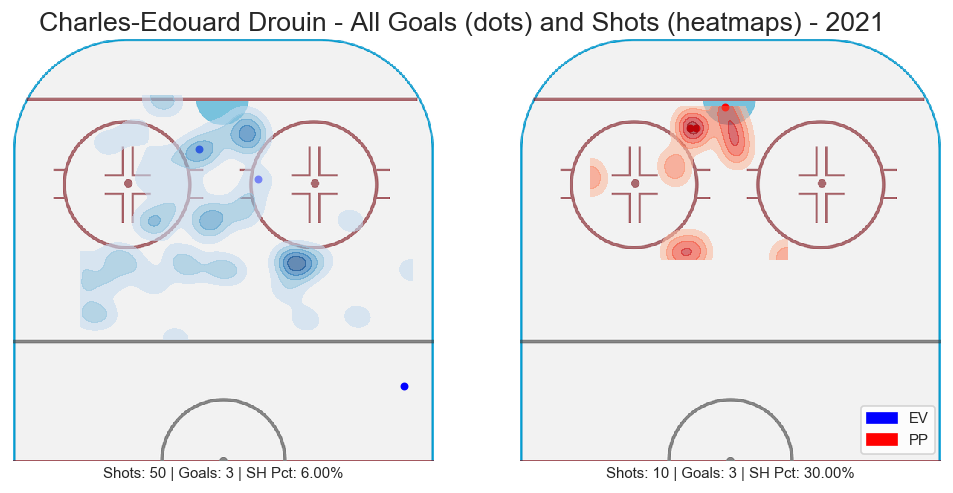 Charles-Edouard Drouin - All Goals (dots) and Shots (heatmaps) - 2021
EV
PP
Shots: 50 | Goals: 3 | SH Pct: 6.00%
Shots: 10 | Goals: 3 | SH Pct: 30.00%